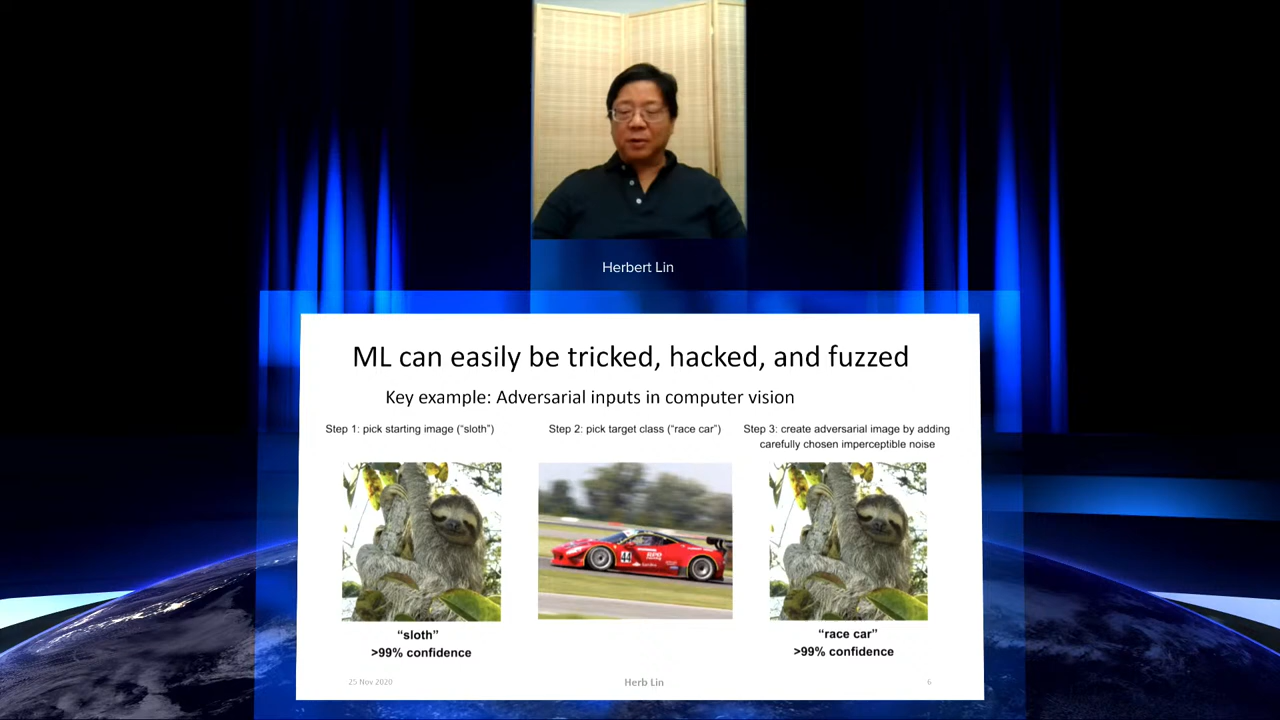 Herbert Lin
ML can easily be tricked, hacked, and fuzzed
Key example: Adversarial inputs in computer vision
Step 1: pick starting image (“sloth”)
Step 2: pick target class (“race car”)
Step 3: create adversarial image by adding
carefully chosen imperceptible noise
44
“sloth”
>99% confidence
“race car”
>99% confidence
25 Nov 2020
Herb Lin
6